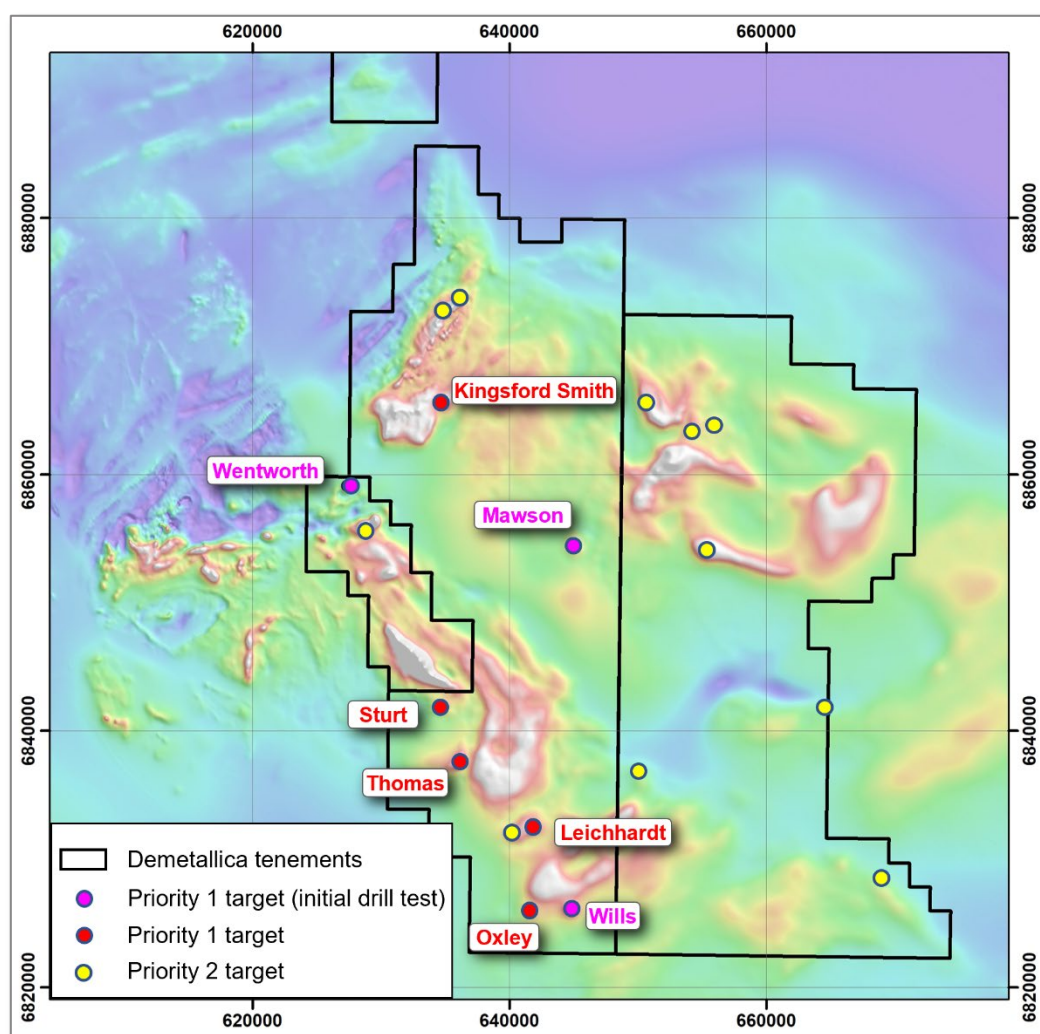 620000
640000
660000
6880000
6880000
Kingsford Smith
Wentworth
6860000
6860000
Mawson
Sturt
6840000
6840000
Thomas
Leichhardt
Wills
Oxley
Demetallica tenements
Priority 1 target (initial drill test)
Priority 1 target
Priority 2 target
6820000
6820000
620000
640000
660000